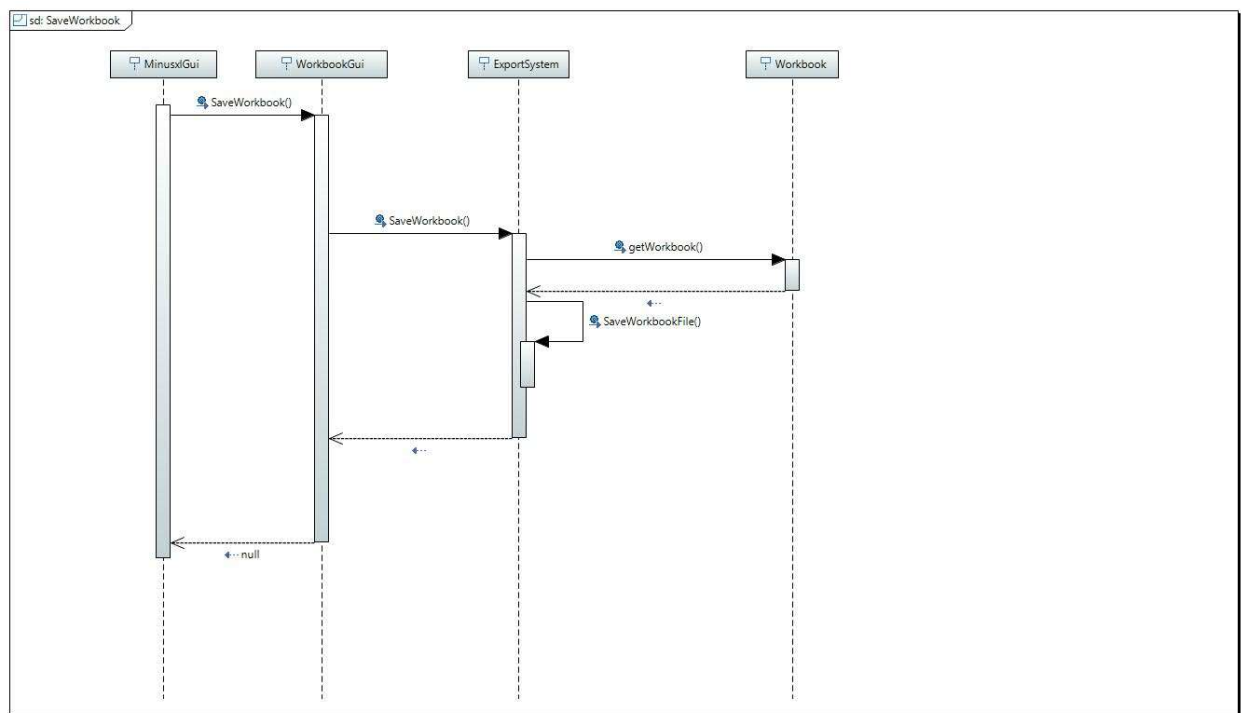 sd: SaveWorkbook
MinusxlGui
WorkbookGui
ExportSystem
Workbook
SaveWorkbook()
SaveWorkbook()
getWorkbook()
SaveWorkbookFile()
null